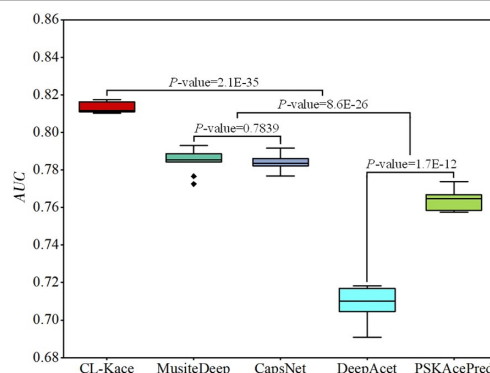 0.86
0.84
0.82
0.80
0.78
0.76
0.72
0.70
0.68
AUC
P-value=2.1E-35
P-value=8.6E-26
P-value=0.7839
P-value=1.7E-12
CL-Kace MusiteDeep CapsNet DeepAcet PSKAcePred